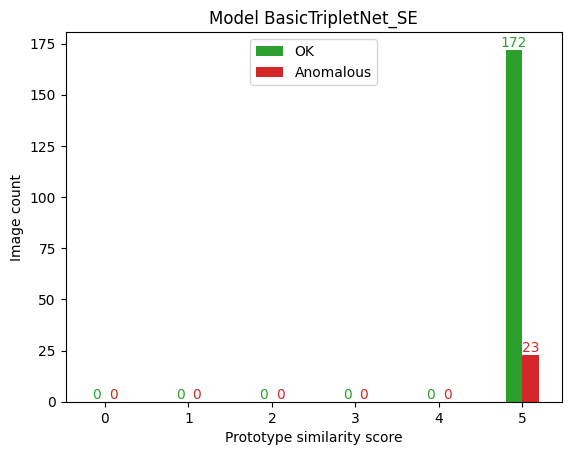 Model BasicTripletNet_SE
OK
Anomalous
Image count
175
150
125
100
75
50
25
0
172
23
0 0 0 0 0 0 0 0 0 0
0 1 2 3 4 5
Prototype similarity score